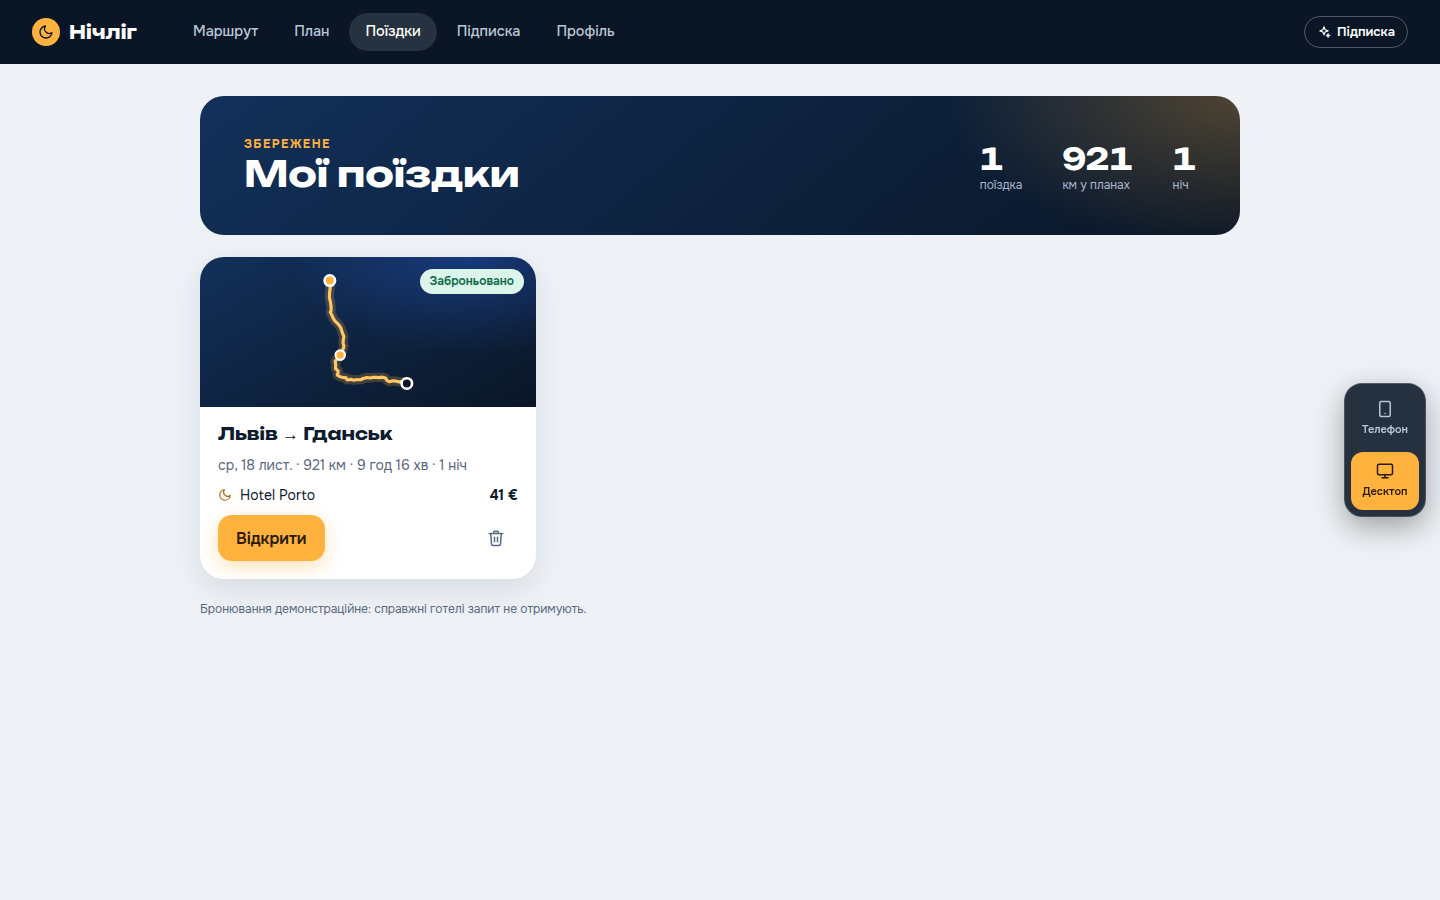 Нічліг
Маршрут
План
Поїздки
Підписка
Профіль
Підписка
ЗБЕРЕЖЕНЕ
Мої поїздки
1
поїздка
921
км у планах
1
ніч
Заброньовано
Львів → Гданськ
ср, 18 лист. · 921 км · 9 год 16 хв · 1 ніч
Hotel Porto
41 €
Відкрити
Бронювання демонстраційне: справжні готелі запит не отримують.
Телефон
Десктоп